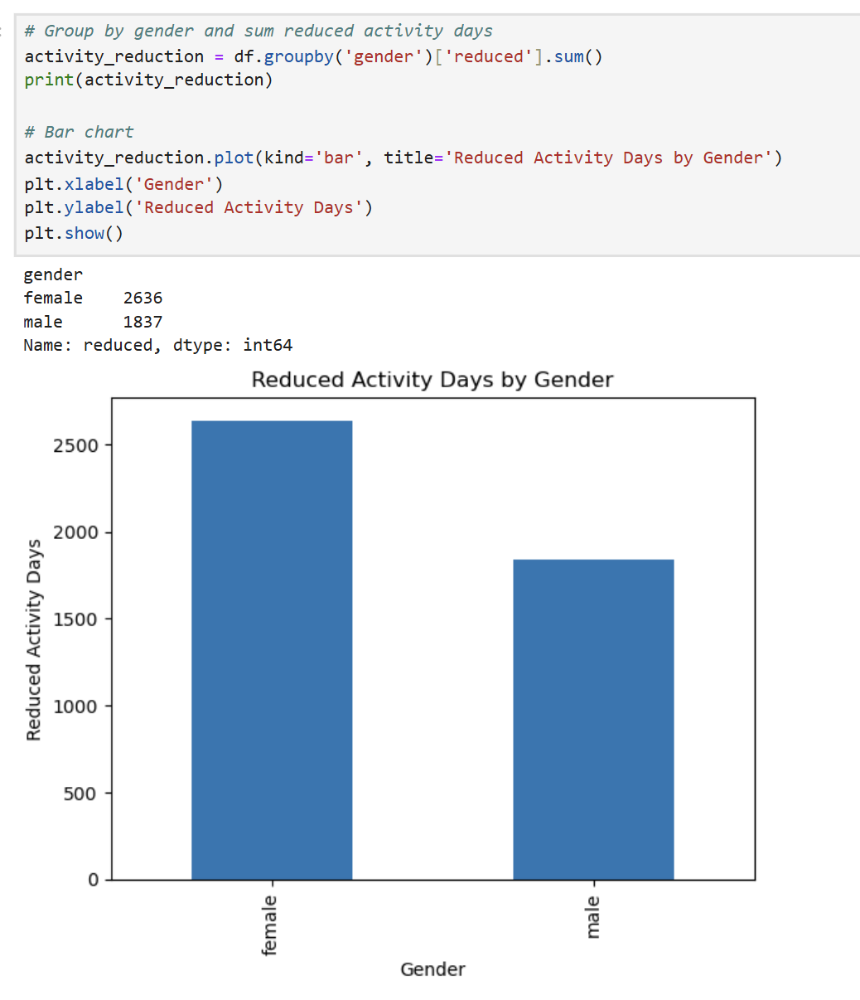 # Group by gender and sum reduced activity days
activity_reduction = df.groupby('gender')['reduced'].sum()
print(activity_reduction)
# Bar chart
activity_reduction.plot(kind='bar', title='Reduced Activity Days by Gender')
plt.xlabel('Gender')
plt.ylabel('Reduced Activity Days')
plt.show()
gender
female    2636
male      1837
Name: reduced, dtype: int64
Reduced Activity Days by Gender
Reduced Activity Days
2500
2000
1500
1000
500
0
female
male
Gender